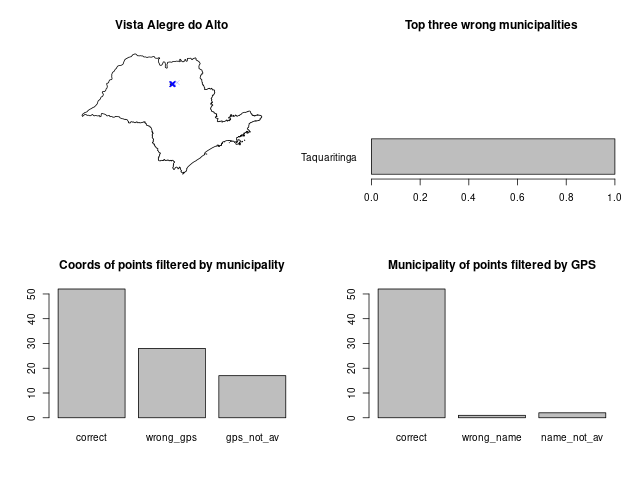 Vista Alegre do Alto
Top three wrong municipalities
Taquaritinga
0.0 0.2 0.4 0.6 0.8 1.0
Coords of points filtered by municipality
50
40
30
20
10
0
correct wrong_gps gps_not_av
Municipality of points filtered by GPS
50
40
30
20
10
0
correct wrong_name name_not_av